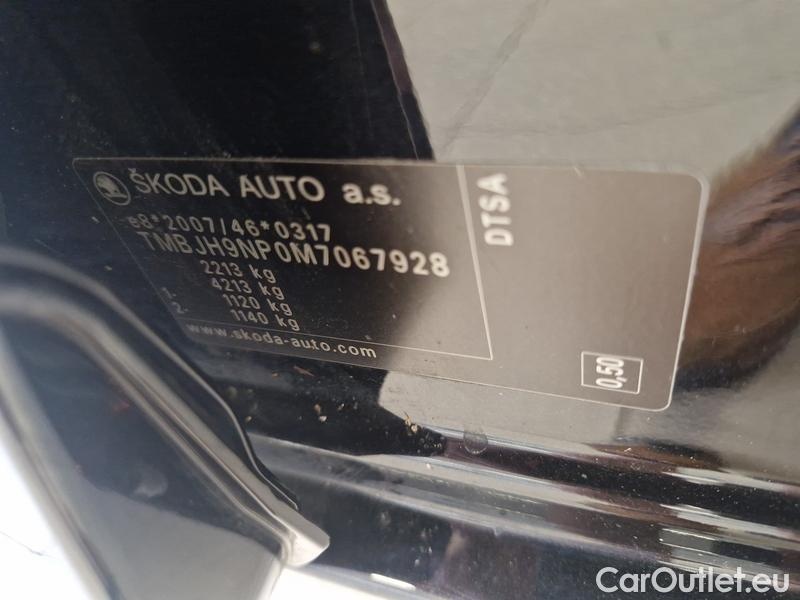 ŠKODA AUTO a.s.
e8*2007/46*0317
TMBJH9NP0M7067928
2213 kg
4213 kg
1- 1120 kg
2- 1140 kg
www.skoda-auto.com
DTSA
0,50
CarOutlet.eu